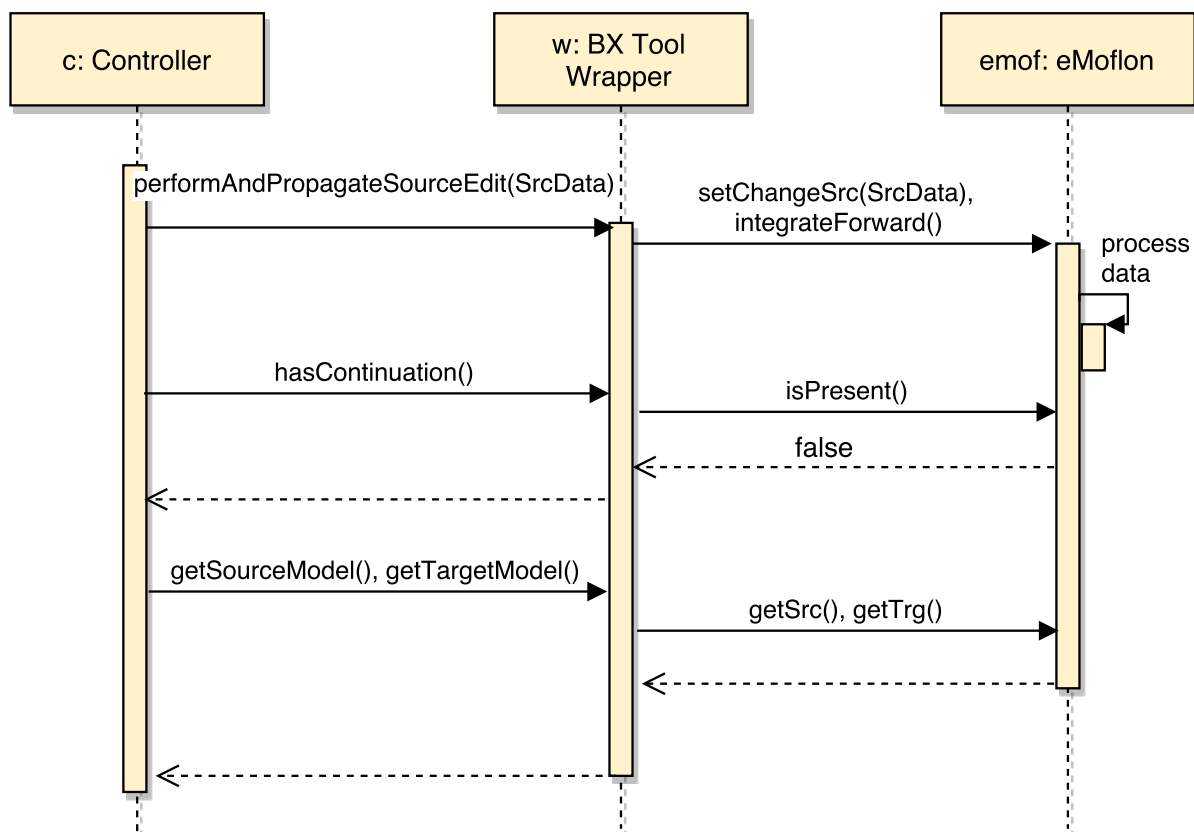 c: Controller
w: BX Tool
Wrapper
emof: eMoflon
performAndPropagateSourceEdit(SrcData)
setChangeSrc(SrcData),
integrateForward()
process
data
hasContinuation()
isPresent()
false
getSourceModel(), getTargetModel()
getSrc(), getTrg()